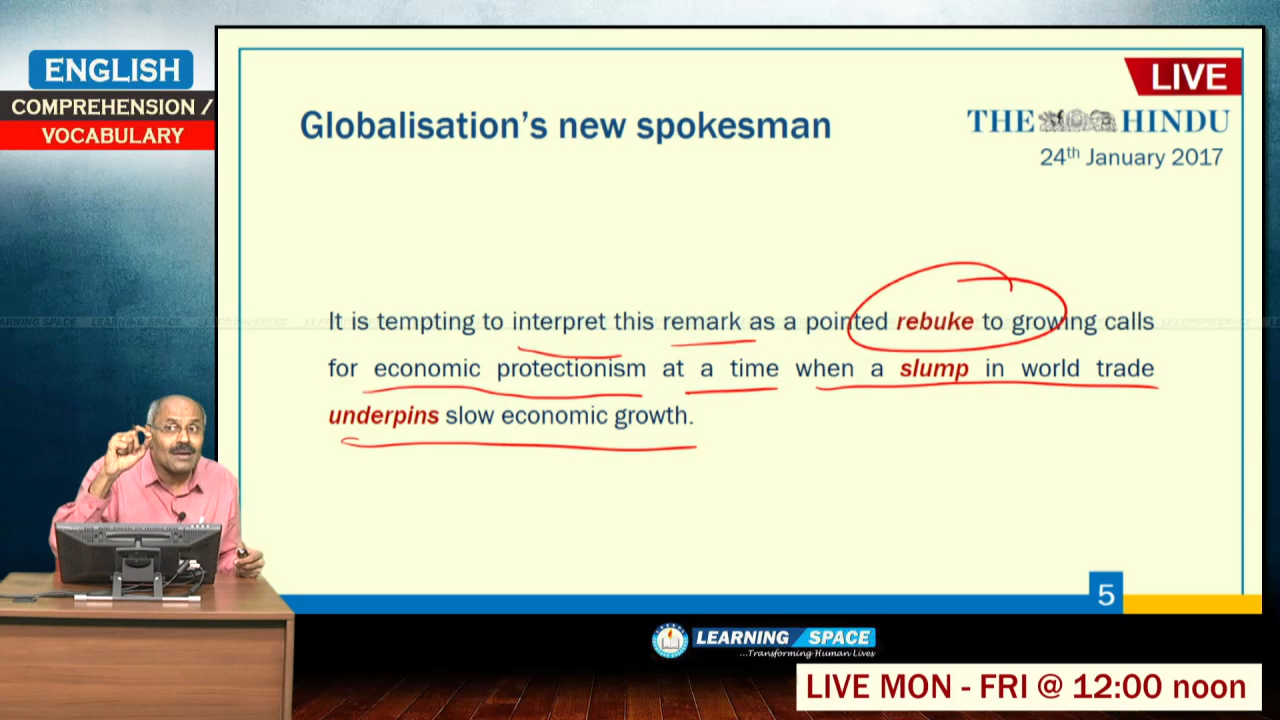 ENGLISH
COMPREHENSION /
VOCABULARY
LIVE
Globalisation's new spokesman
THE HINDU
24th January 2017
It is tempting to interpret this remark as a pointed rebuke to growing calls
for economic protectionism at a time when a slump in world trade
underpins slow economic growth.
5
LEARNING SPACE
...Transforming Human Lives
LIVE MON - FRI @ 12:00 noon